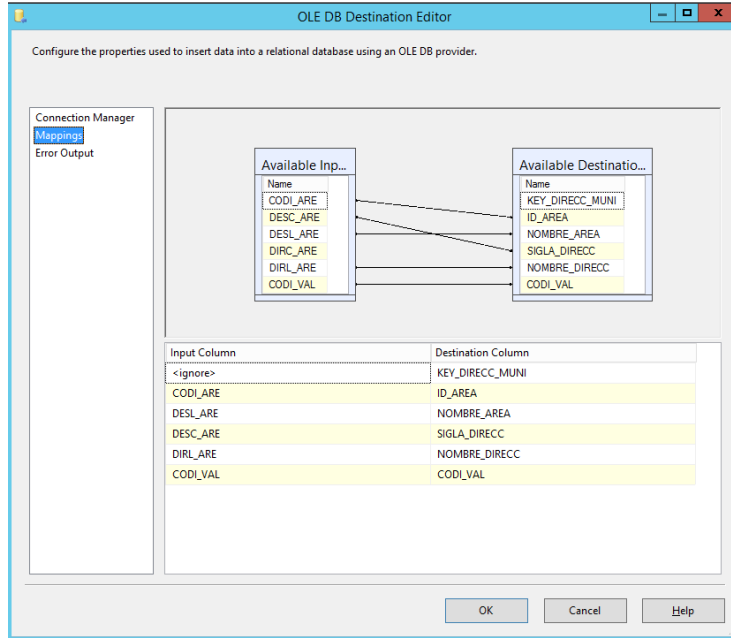 OLE DB Destination Editor
Configure the properties used to insert data into a relational database using an OLE DB provider.
Connection Manager
Mappings
Error Output
Available Inp...
Name
CODI_ARE
DESC_ARE
DESL_ARE
DIRC_ARE
DIRL_ARE
CODI_VAL
Available Destinatio...
Name
KEY_DIRECC_MUNI
ID_AREA
NOMBRE_AREA
SIGLA_DIRECC
NOMBRE_DIRECC
CODI_VAL
Input Column Destination Column
<ignore> KEY_DIRECC_MUNI
CODI_ARE ID_AREA
DESL_ARE NOMBRE_AREA
DESC_ARE SIGLA_DIRECC
DIRL_ARE NOMBRE_DIRECC
CODI_VAL CODI_VAL
OK Cancel Help